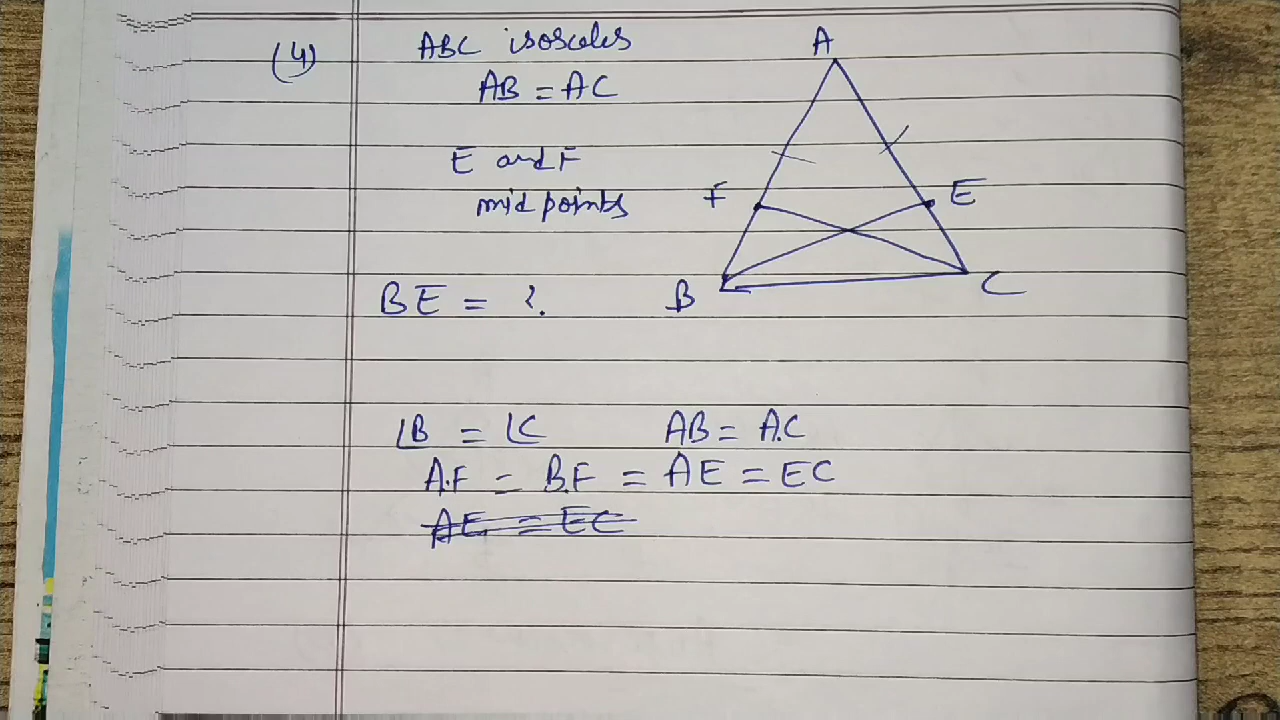 (4)
ABC isosceles
AB = AC
E and F
mid points
BE = ?.
A
F
E
B
C
∠B = ∠C AB = AC
AF = BF = AE = EC
AE = EC